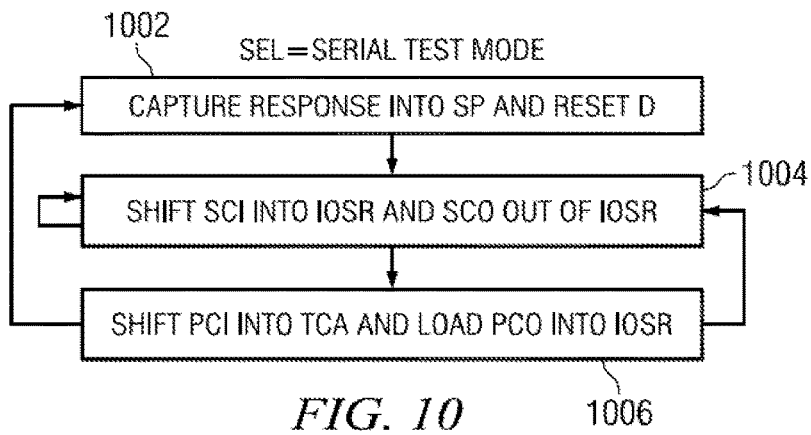 1002
SEL=SERIAL TEST MODE
CAPTURE RESPONSE INTO SP AND RESET D
1004
SHIFT SCI INTO IOSR AND SCO OUT OF IOSR
SHIFT PCI INTO TCA AND LOAD PCO INTO IOSR
1006
FIG. 10